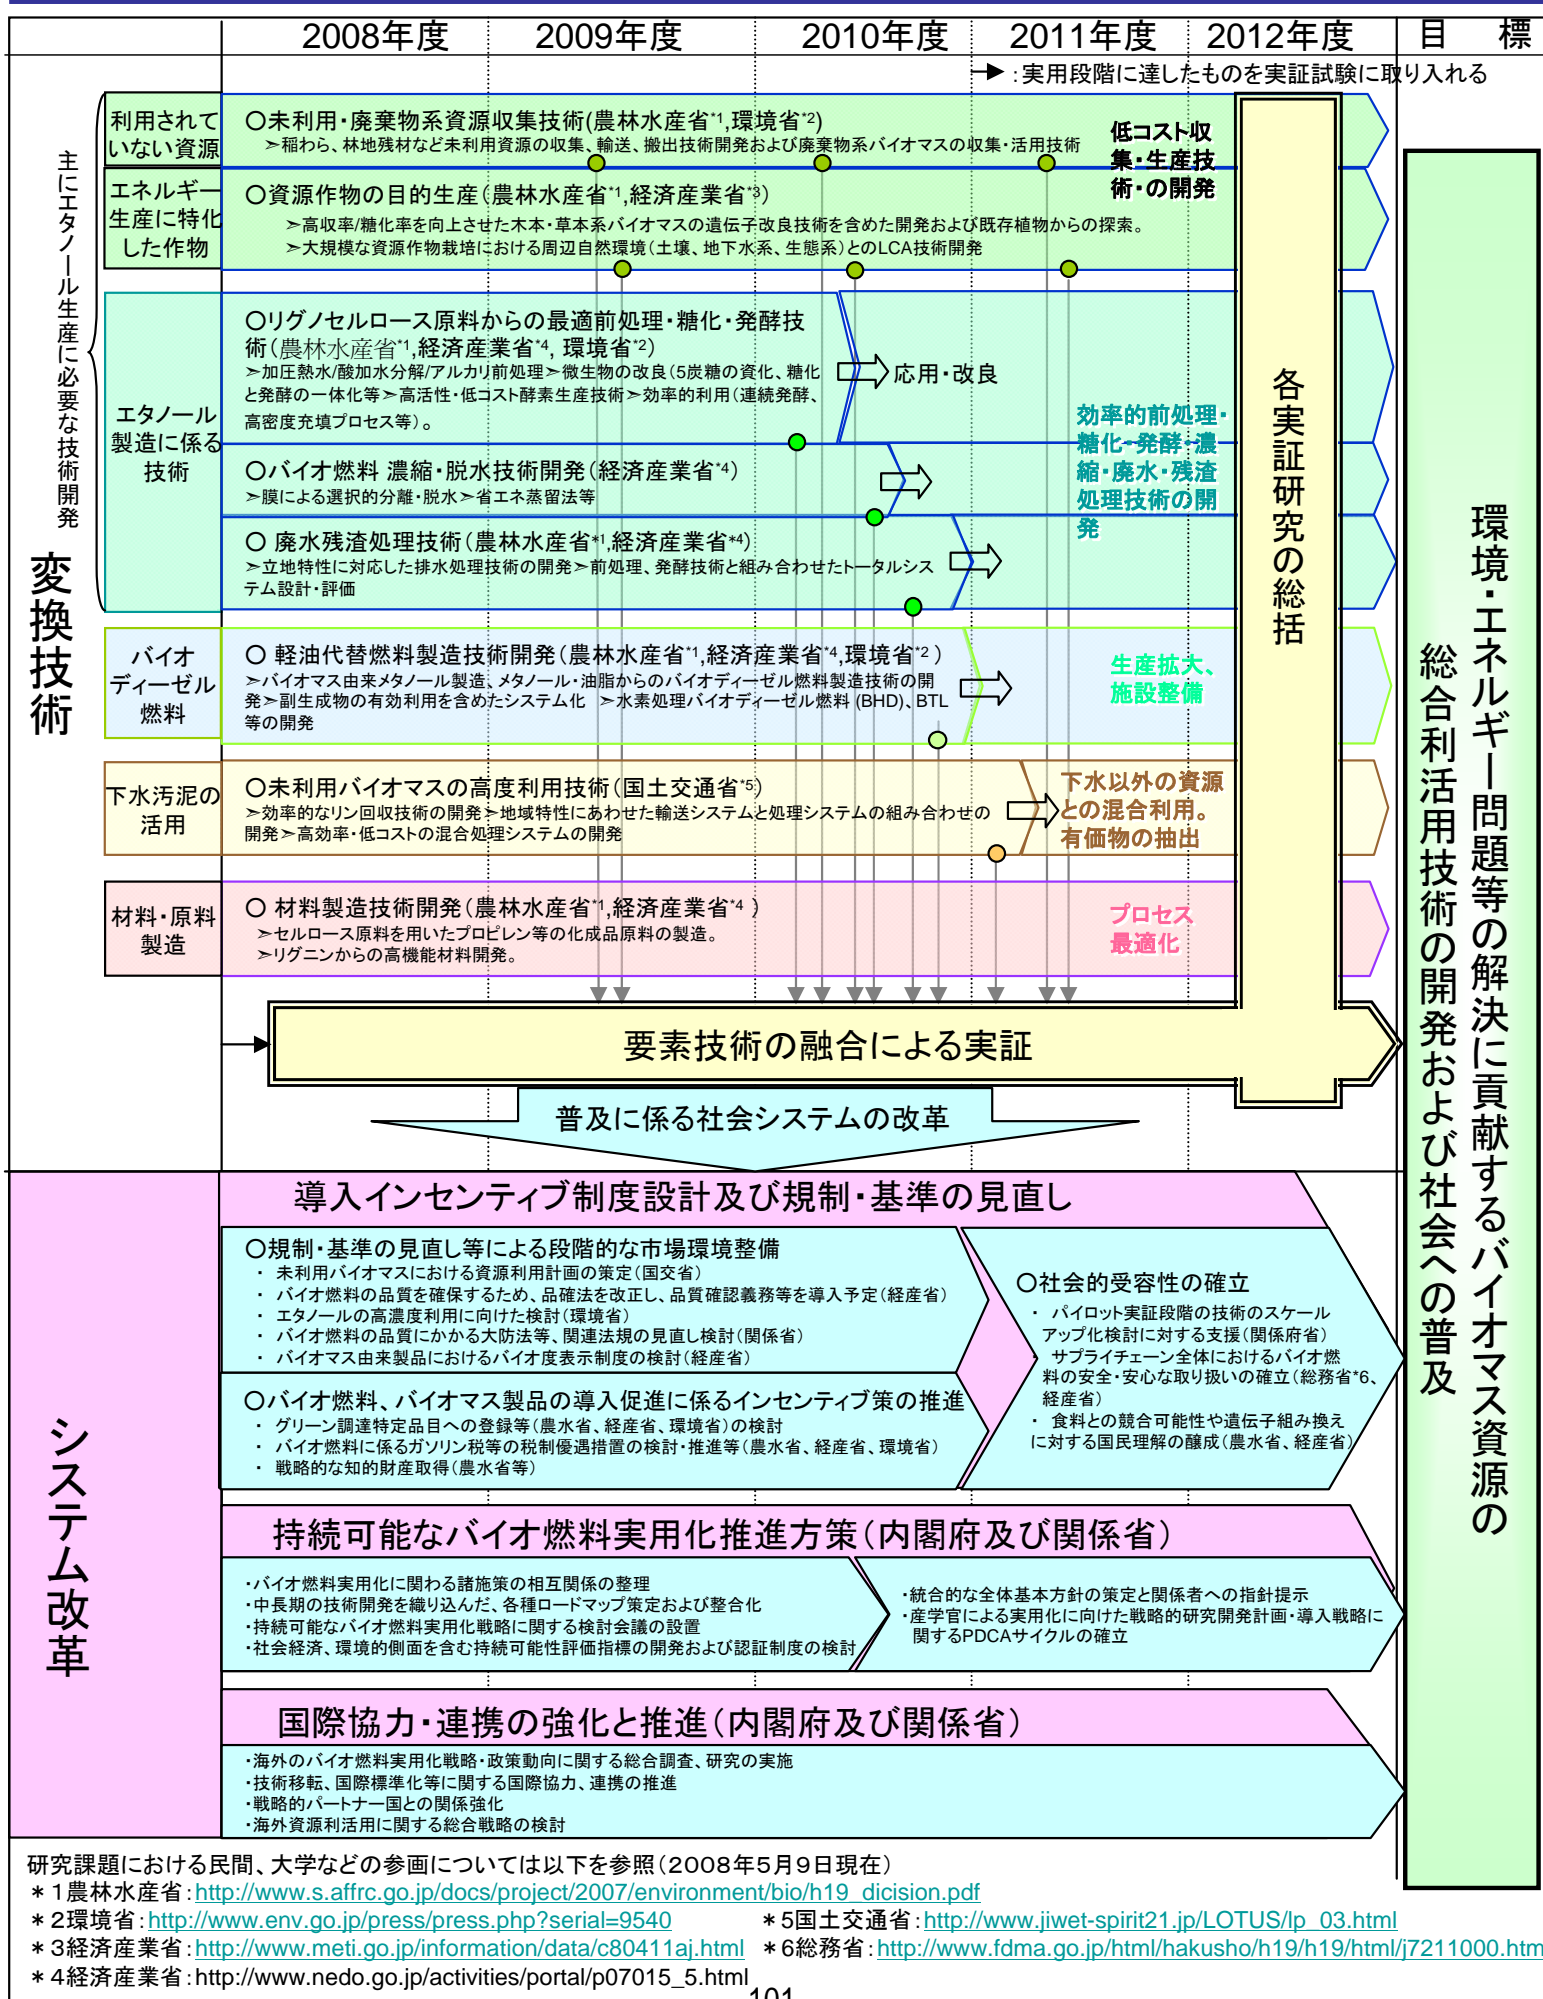 2008年度 2009年度 2010年度 2011年度 2012年度 目　標
：実用段階に達したものを実証試験に取り入れる
変換技術
主にエタノール生産に必要な技術開発
利用されて
いない資源
○未利用・廃棄物系資源収集技術(農林水産省*1,環境省*2)
➢稲わら、林地残材など未利用資源の収集、輸送、搬出技術開発および廃棄物系バイオマスの収集・活用技術
低コスト収
集・生産技
術・の開発
エネルギー
生産に特化
した作物
○資源作物の目的生産（農林水産省*1,経済産業省*3）
➢高収率/糖化率を向上させた木本・草本系バイオマスの遺伝子改良技術を含めた開発および既存植物からの探索。
➢大規模な資源作物栽培における周辺自然環境（土壌、地下水系、生態系）とのLCA技術開発
エタノール
製造に係る
技術
○リグノセルロース原料からの最適前処理・糖化・発酵技
術（農林水産省*1,経済産業省*4, 環境省*2）
➢加圧熱水/酸加水分解/アルカリ前処理➢微生物の改良（5炭糖の資化、糖化
と発酵の一体化等➢高活性・低コスト酵素生産技術➢効率的利用（連続発酵、
高密度充填プロセス等）。
応用・改良
○バイオ燃料 濃縮・脱水技術開発（経済産業省*4）
➢膜による選択的分離・脱水➢省エネ蒸留法等
○ 廃水残渣処理技術（農林水産省*1,経済産業省*4）
➢立地特性に対応した排水処理技術の開発➢前処理、発酵技術と組み合わせたトータルシス
テム設計・評価
効率的前処理・
糖化・発酵・濃
縮・廃水・残渣
処理技術の開
発
バイオ
ディーゼル
燃料
○ 軽油代替燃料製造技術開発（農林水産省*1,経済産業省*4,環境省*2 ）
➢バイオマス由来メタノール製造、メタノール・油脂からのバイオディーゼル燃料製造技術の開
発➢副生成物の有効利用を含めたシステム化　➢水素処理バイオディーゼル燃料 (BHD)、BTL
等の開発
生産拡大、
施設整備
下水汚泥の
活用
○未利用バイオマスの高度利用技術（国土交通省*5）
➢効率的なリン回収技術の開発➢地域特性にあわせた輸送システムと処理システムの組み合わせの
開発➢高効率・低コストの混合処理システムの開発
下水以外の資源
との混合利用。
有価物の抽出
材料・原料
製造
○ 材料製造技術開発（農林水産省*1,経済産業省*4 ）
➢セルロース原料を用いたプロピレン等の化成品原料の製造。
➢リグニンからの高機能材料開発。
プロセス
最適化
各実証研究の総括
要素技術の融合による実証
普及に係る社会システムの改革
環境・エネルギー問題等の解決に貢献するバイオマス資源の
総合利活用技術の開発および社会への普及
システム改革
導入インセンティブ制度設計及び規制・基準の見直し
○規制・基準の見直し等による段階的な市場環境整備
・ 未利用バイオマスにおける資源利用計画の策定（国交省）
・ バイオ燃料の品質を確保するため、品確法を改正し、品質確認義務等を導入予定（経産省）
・ エタノールの高濃度利用に向けた検討（環境省）
・ バイオ燃料の品質にかかる大防法等、関連法規の見直し検討（関係省）
・ バイオマス由来製品におけるバイオ度表示制度の検討（経産省）
○バイオ燃料、バイオマス製品の導入促進に係るインセンティブ策の推進
・ グリーン調達特定品目への登録等（農水省、経産省、環境省）の検討
・ バイオ燃料に係るガソリン税等の税制優遇措置の検討・推進等（農水省、経産省、環境省）
・ 戦略的な知的財産取得（農水省等）
○社会的受容性の確立
・ パイロット実証段階の技術のスケール
アップ化検討に対する支援（関係府省）
・ サプライチェーン全体におけるバイオ燃
料の安全・安心な取り扱いの確立（総務省*6、
経産省）
・ 食料との競合可能性や遺伝子組み換え
に対する国民理解の醸成（農水省、経産省）
持続可能なバイオ燃料実用化推進方策（内閣府及び関係省）
・バイオ燃料実用化に関わる諸施策の相互関係の整理
・中長期の技術開発を織り込んだ、各種ロードマップ策定および整合化
・持続可能なバイオ燃料実用化戦略に関する検討会議の設置
・社会経済、環境的側面を含む持続可能性評価指標の開発および認証制度の検討
・統合的な全体基本方針の策定と関係者への指針提示
・産学官による実用化に向けた戦略的研究開発計画・導入戦略に
関するPDCAサイクルの確立
国際協力・連携の強化と推進（内閣府及び関係省）
・海外のバイオ燃料実用化戦略・政策動向に関する総合調査、研究の実施
・技術移転、国際標準化等に関する国際協力、連携の推進
・戦略的パートナー国との関係強化
・海外資源利活用に関する総合戦略の検討
研究課題における民間、大学などの参画については以下を参照（２００８年５月９日現在）
＊１農林水産省：http://www.s.affrc.go.jp/docs/project/2007/environment/bio/h19_dicision.pdf
＊２環境省：http://www.env.go.jp/press/press.php?serial=9540
＊5国土交通省：http://www.jiwet-spirit21.jp/LOTUS/lp_03.html
＊３経済産業省：http://www.meti.go.jp/information/data/c80411aj.html
＊６総務省：http://www.fdma.go.jp/html/hakusho/h19/h19/html/j7211000.htm
＊４経済産業省：http://www.nedo.go.jp/activities/portal/p07015_5.html
101